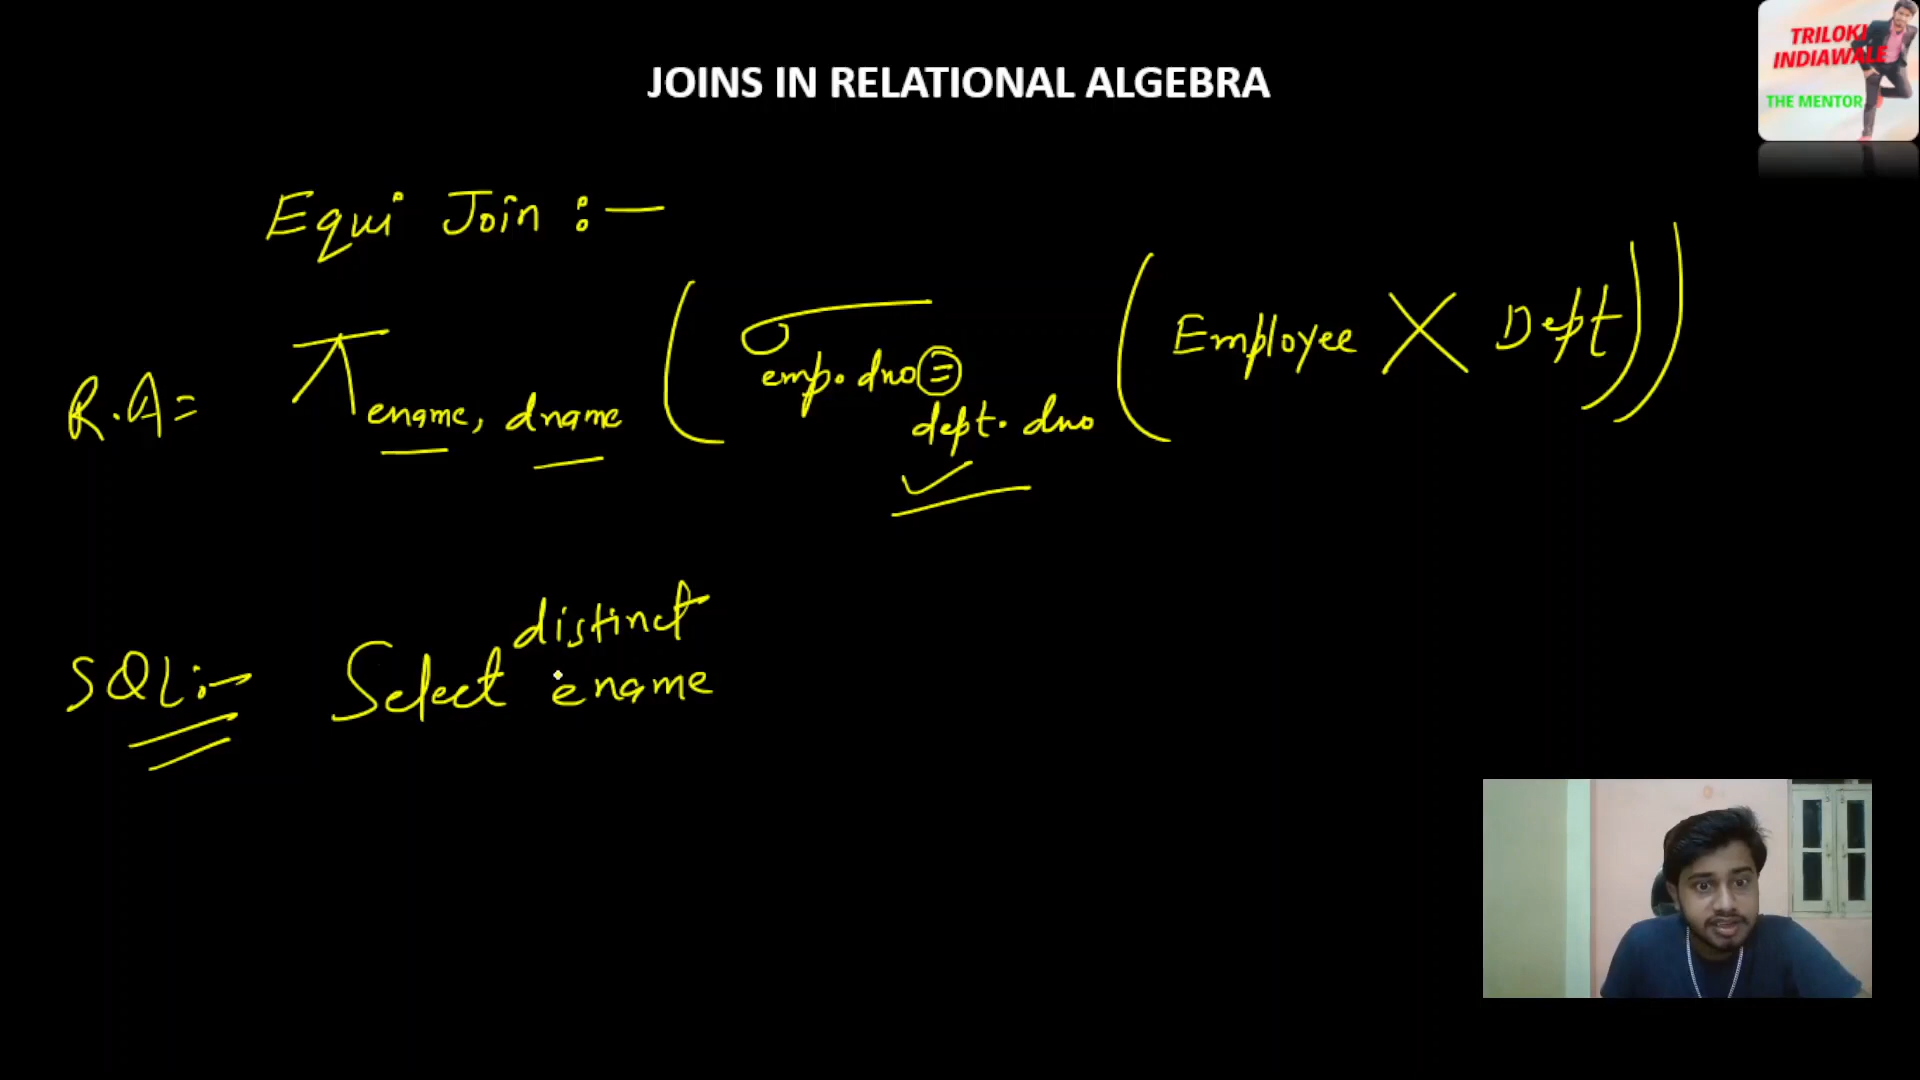 JOINS IN RELATIONAL ALGEBRA
TRILOKI
INDIAWALE
THE MENTOR
Equi Join :—
R.A = π ename, dname ( σ emp.dno = dept.dno ( Employee X Dept ) )
SQL:- Select distinct ename